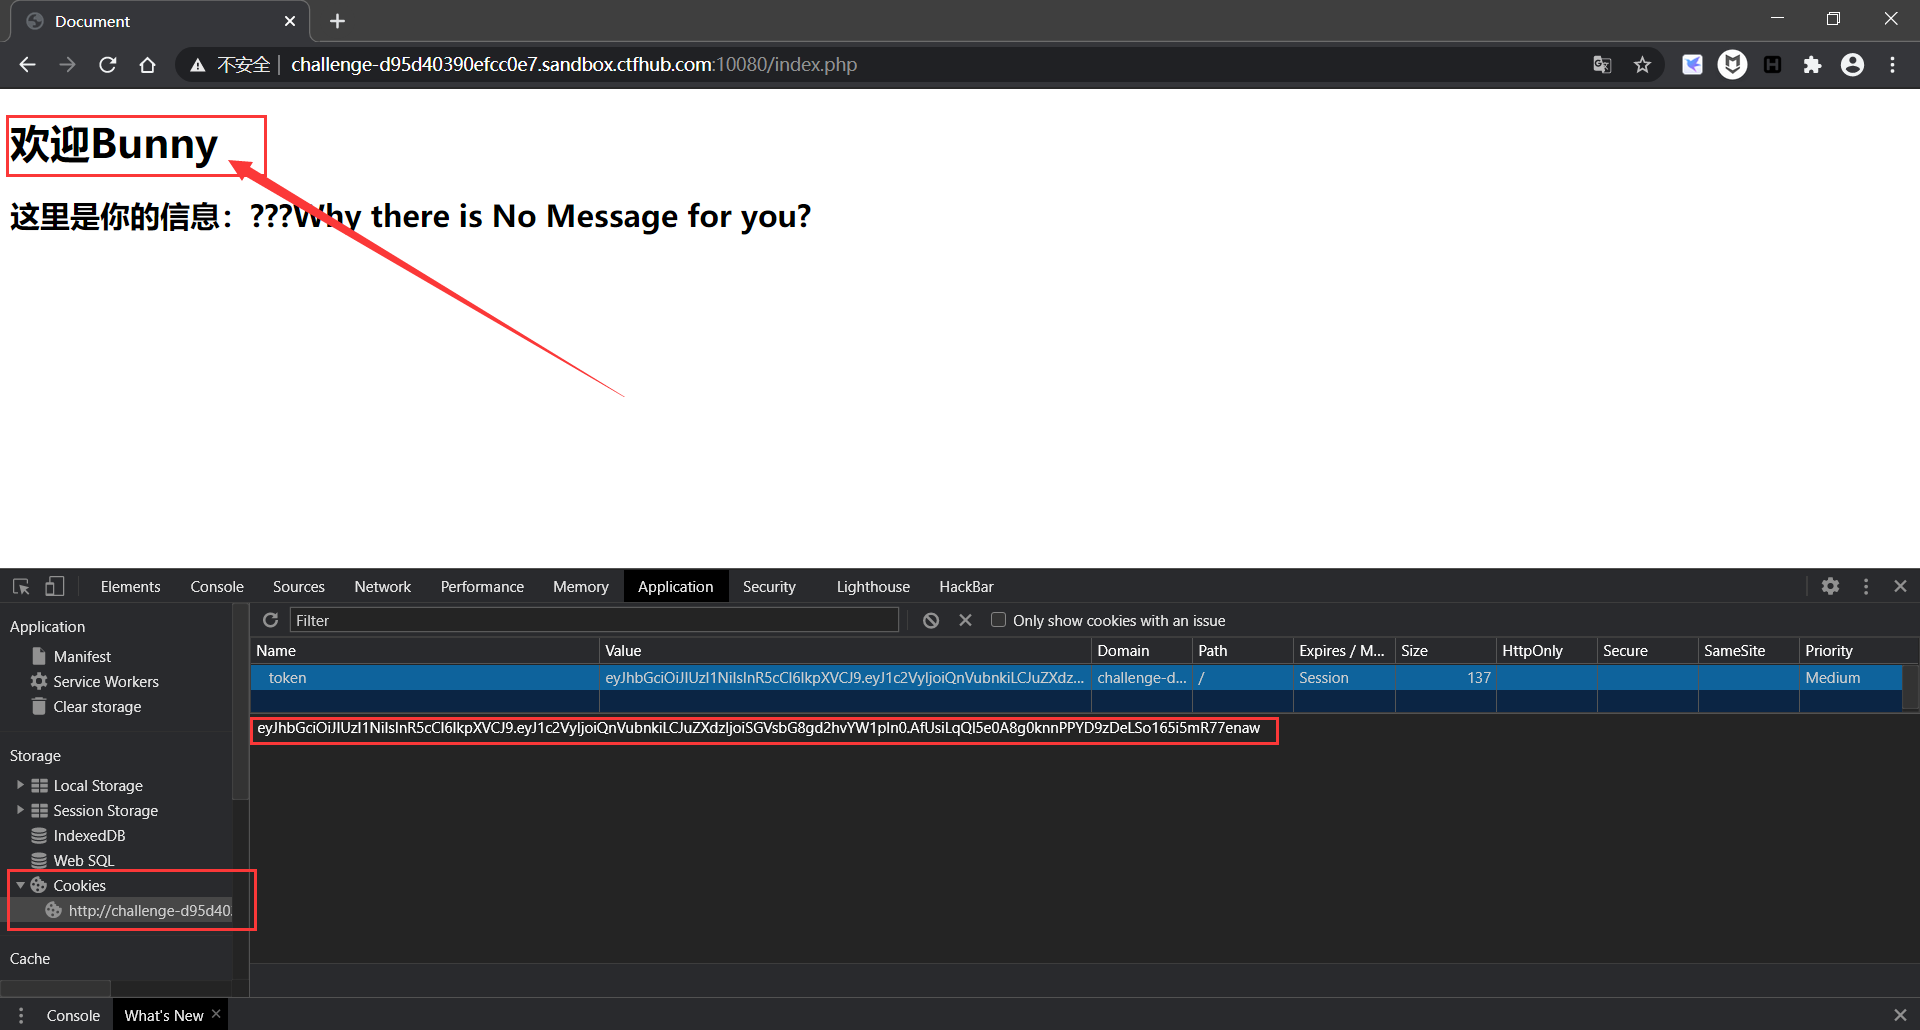 Document
不安全 challenge-d95d40390efcc0e7.sandbox.ctfhub.com:10080/index.php
欢迎Bunny
这里是你的信息：???Why there is No Message for you?
Elements Console Sources Network Performance Memory Application Security Lighthouse HackBar
Application
Manifest
Service Workers
Clear storage
Storage
Local Storage
Session Storage
IndexedDB
Web SQL
Cookies
http://challenge-d95d40
Cache
Filter Only show cookies with an issue
Name Value Domain Path Expires / M... Size HttpOnly Secure SameSite Priority
token eyJhbGciOiJIUzI1NiIsInR5cCI6IkpXVCJ9.eyJ1c2VyIjoiQnVubnkiLCJuZXdz... challenge-d... / Session 137 Medium
eyJhbGciOiJIUzI1NiIsInR5cCI6IkpXVCJ9.eyJ1c2VyIjoiQnVubnkiLCJuZXdzIjoiSGVsbG8gd2hvYW1pIn0.AfUsiLqQI5e0A8g0knnPPYD9zDeLSo165i5mR77enaw
Console What's New